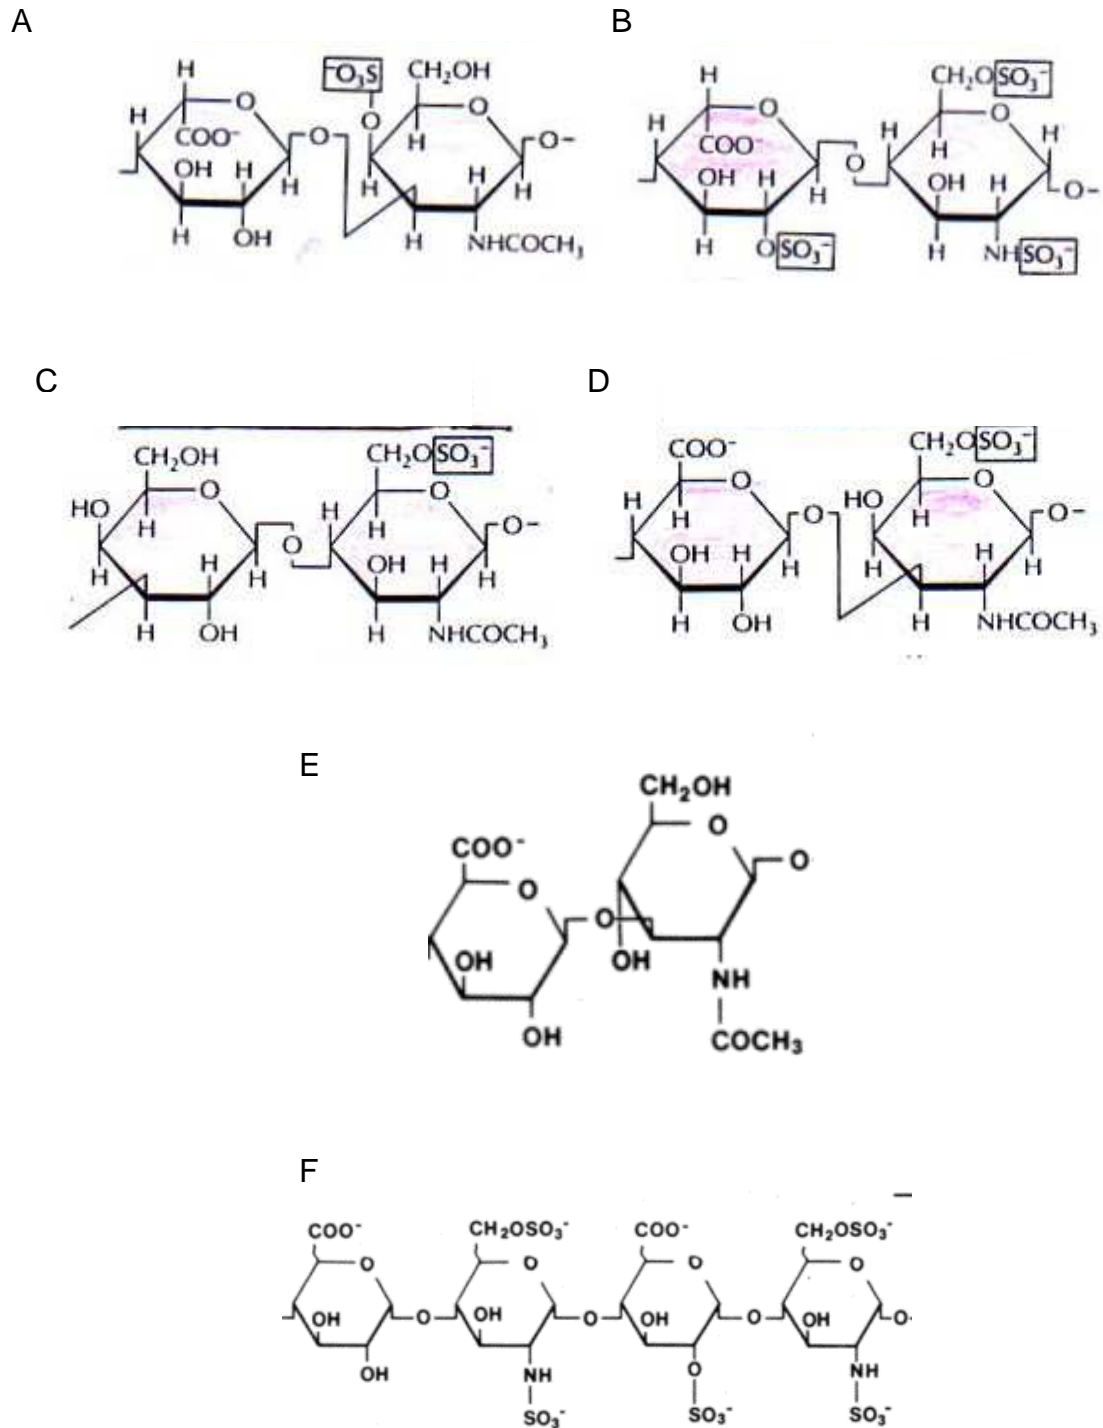 A
B
H O ⁻O₃S CH₂OH O
H COO⁻ O O O–
OH H H H H H
H OH H NHCOCH₃
H O CH₂OSO₃⁻ O
H COO⁻ H H H
OH H H O OH H O–
H OSO₃⁻ H NHSO₃⁻
C
D
CH₂OH O CH₂OSO₃⁻ O
HO H H H O–
H H H O OH H H
H OH H NHCOCH₃
COO⁻ O CH₂OSO₃⁻ O
H H O HO H O–
OH H H H H H
H OH H NHCOCH₃
E
CH₂OH
COO⁻ O
O O
OH O OH NH
OH COCH₃
F
COO⁻ CH₂OSO₃⁻ COO⁻ CH₂OSO₃⁻
O O O O
OH O OH O OH O OH O-
OH NH O NH
SO₃⁻ SO₃⁻ SO₃⁻